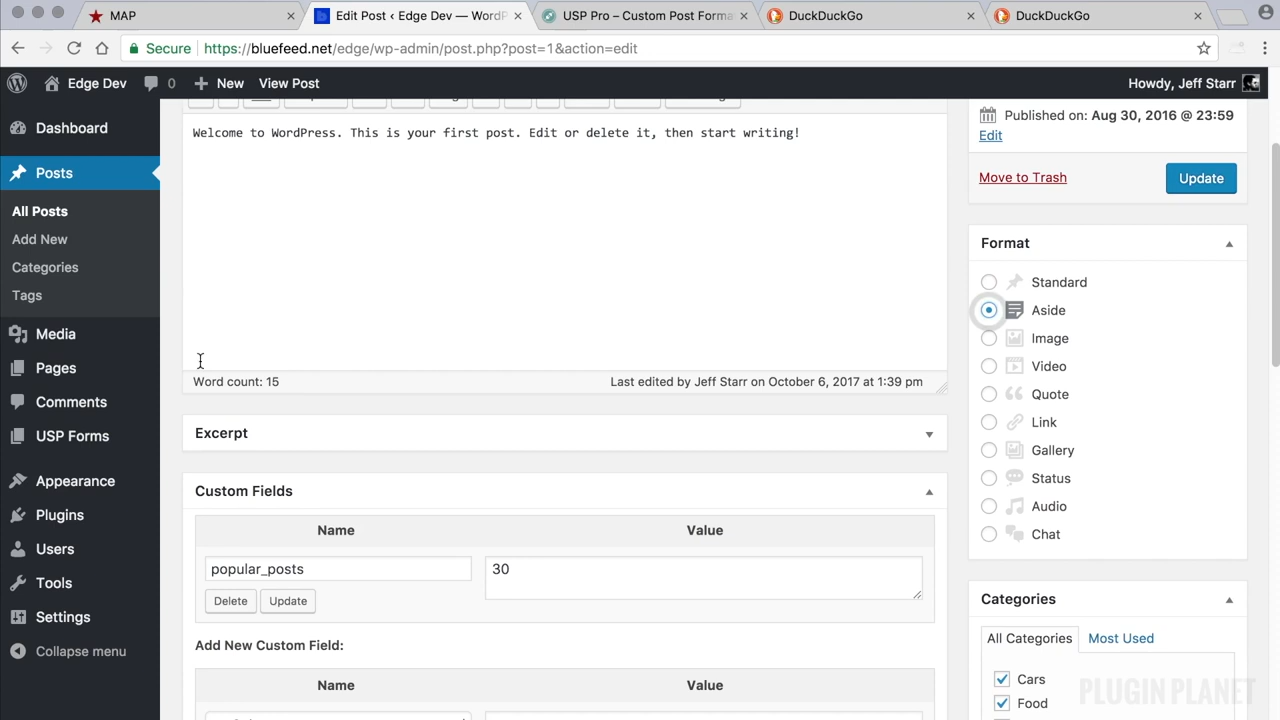 MAP
Edit Post ‹ Edge Dev — WordP
USP Pro – Custom Post Forma
DuckDuckGo
DuckDuckGo
Secure https://bluefeed.net/edge/wp-admin/post.php?post=1&action=edit
Edge Dev 0 New View Post
Howdy, Jeff Starr
Dashboard
Posts
All Posts
Add New
Categories
Tags
Media
Pages
Comments
USP Forms
Appearance
Plugins
Users
Tools
Settings
Collapse menu
Welcome to WordPress. This is your first post. Edit or delete it, then start writing!
Word count: 15
Last edited by Jeff Starr on October 6, 2017 at 1:39 pm
Excerpt
Custom Fields
Name Value
popular_posts 30
Delete Update
Add New Custom Field:
Name Value
Published on: Aug 30, 2016 @ 23:59
Edit
Move to Trash Update
Format
Standard
Aside
Image
Video
Quote
Link
Gallery
Status
Audio
Chat
Categories
All Categories Most Used
Cars
Food
PLUGIN PLANET